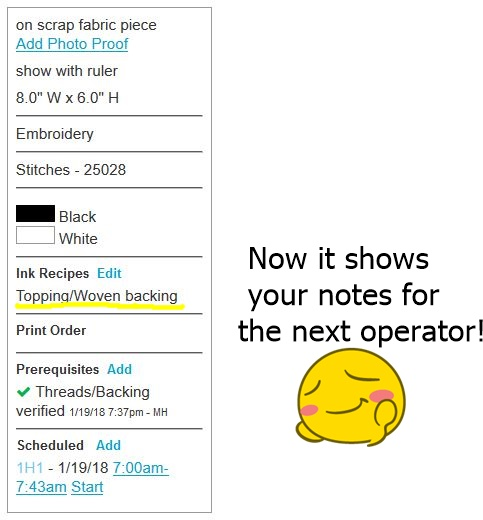 on scrap fabric piece
Add Photo Proof
show with ruler
8.0" W x 6.0" H
Embroidery
Stitches - 25028
Black
White
Ink Recipes Edit
Topping/Woven backing
Print Order
Prerequisites Add
✔ Threads/Backing
verified 1/19/18 7:37pm - MH
Scheduled Add
1H1 - 1/19/18 7:00am-
7:43am Start
Now it shows
your notes for
the next operator!